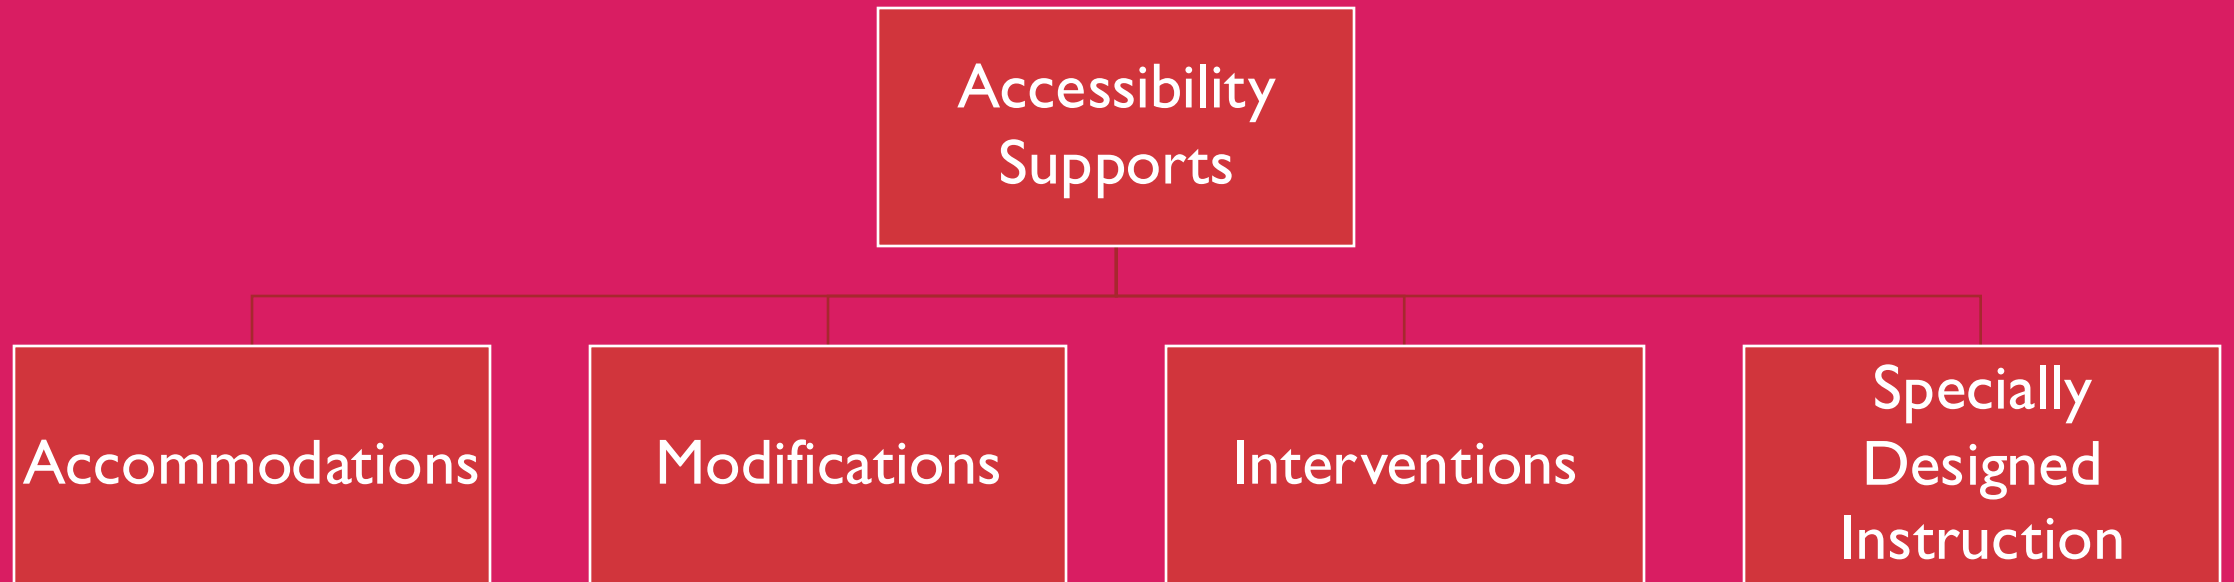 Accessibility
Supports
Accommodations
Modifications
Interventions
Specially
Designed
Instruction